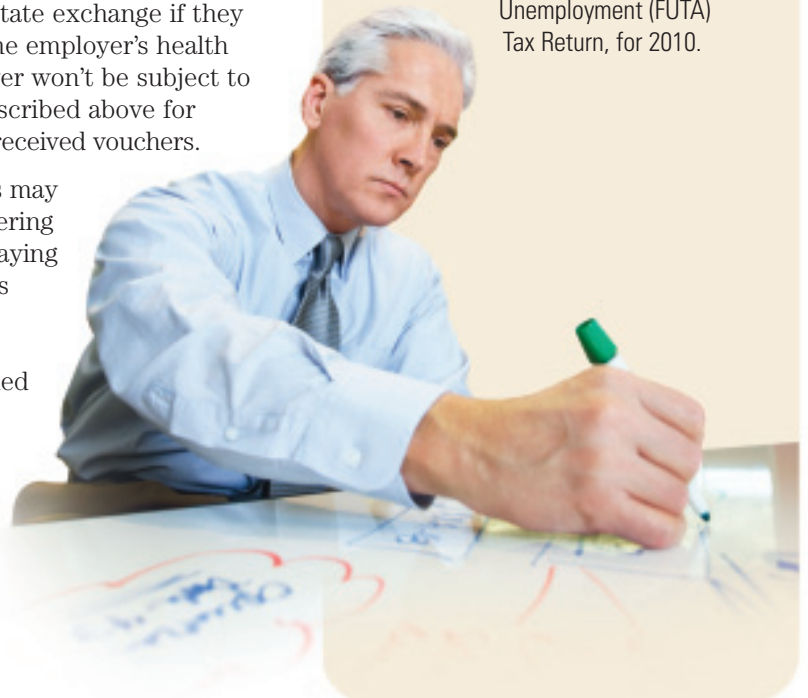 tate exchange if they
ne employer’s health
er won’t be subject to
scribed above for
received vouchers.
s may
ering
aying
s
ed
Unemployment (FUTA)
Tax Return, for 2010.